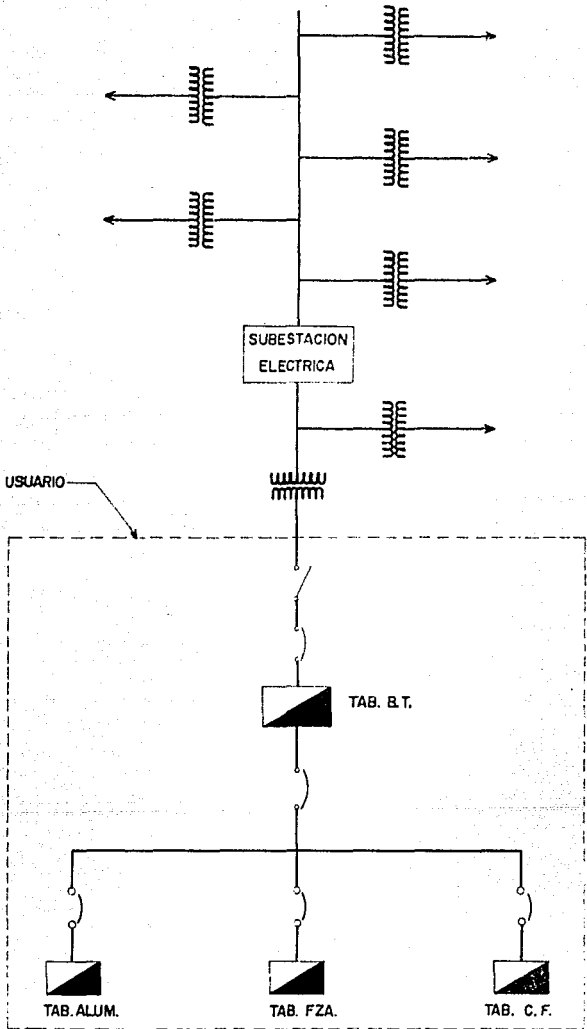 SUBESTACION
ELECTRICA
USUARIO
TAB. B.T.
TAB. ALUM.
TAB. FZA.
TAB. C.F.